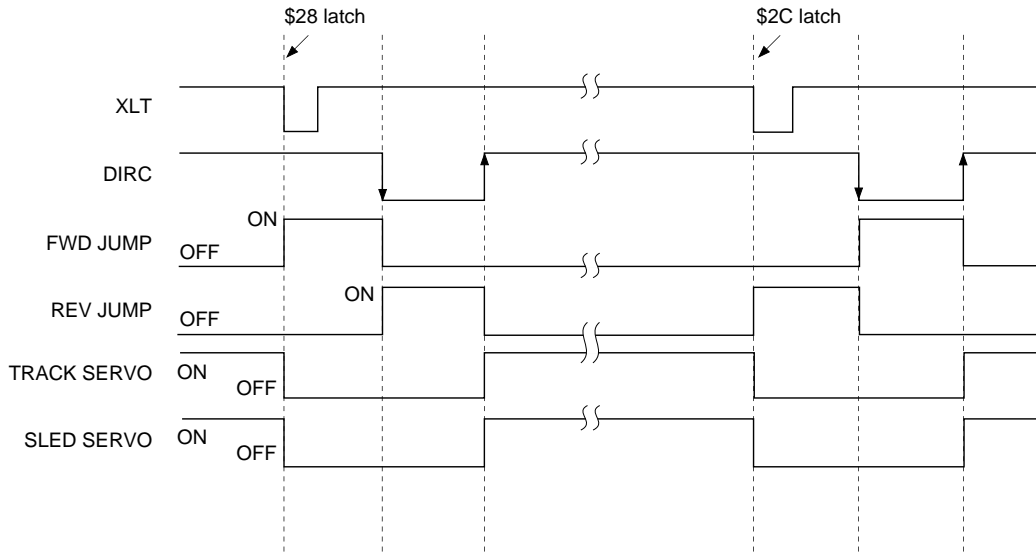 $28 latch
$2C latch
XLT
DIRC
ON
FWD JUMP
OFF
ON
REV JUMP
OFF
TRACK SERVO
ON
OFF
SLED SERVO
ON
OFF